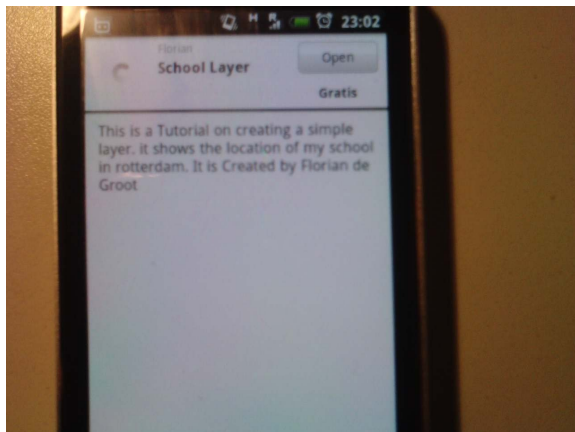 H R 23:02
Florian
School Layer
Open
Gratis
This is a Tutorial on creating a simple
layer. it shows the location of my school
in rotterdam. It is Created by Florian de
Groot